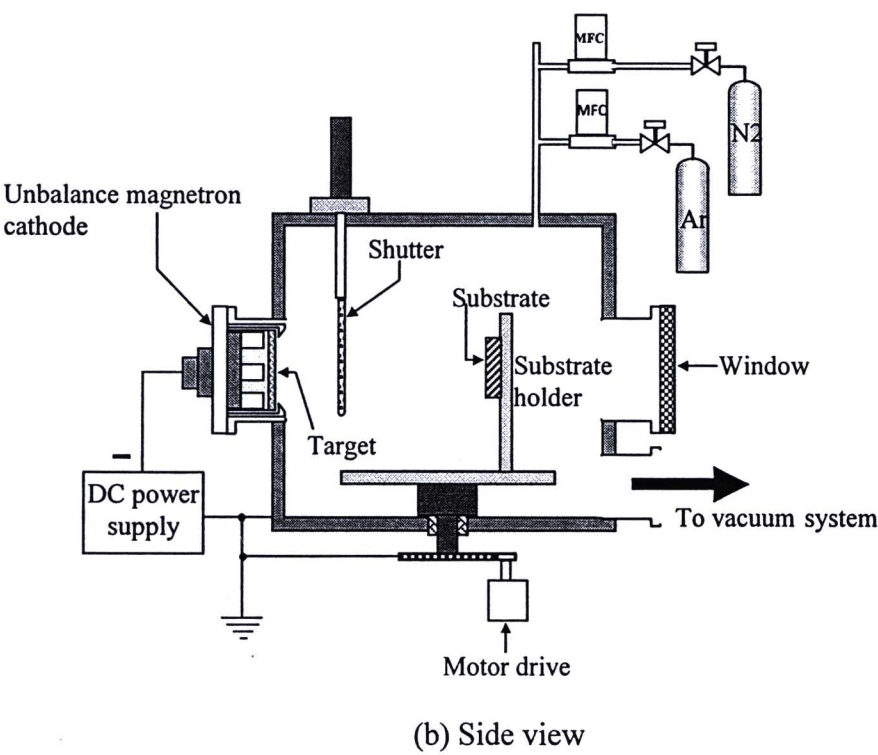 MFC
MFC
N2
Ar
Unbalance magnetron
cathode
Shutter
Substrate
Substrate
holder
Window
Target
–
DC power
supply
To vacuum system
Motor drive
(b) Side view